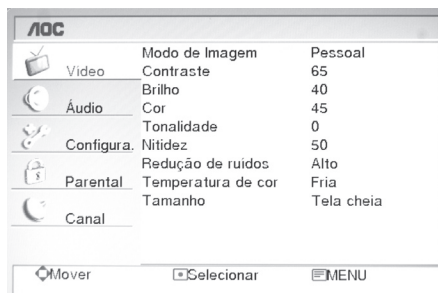 AOC
Video
Áudio
Configura.
Parental
Canal
Modo de Imagem Pessoal
Contraste 65
Brilho 40
Cor 45
Tonalidade 0
Nitidez 50
Redução de ruidos Alto
Temperatura de cor Fria
Tamanho Tela cheia
Mover Selecionar MENU